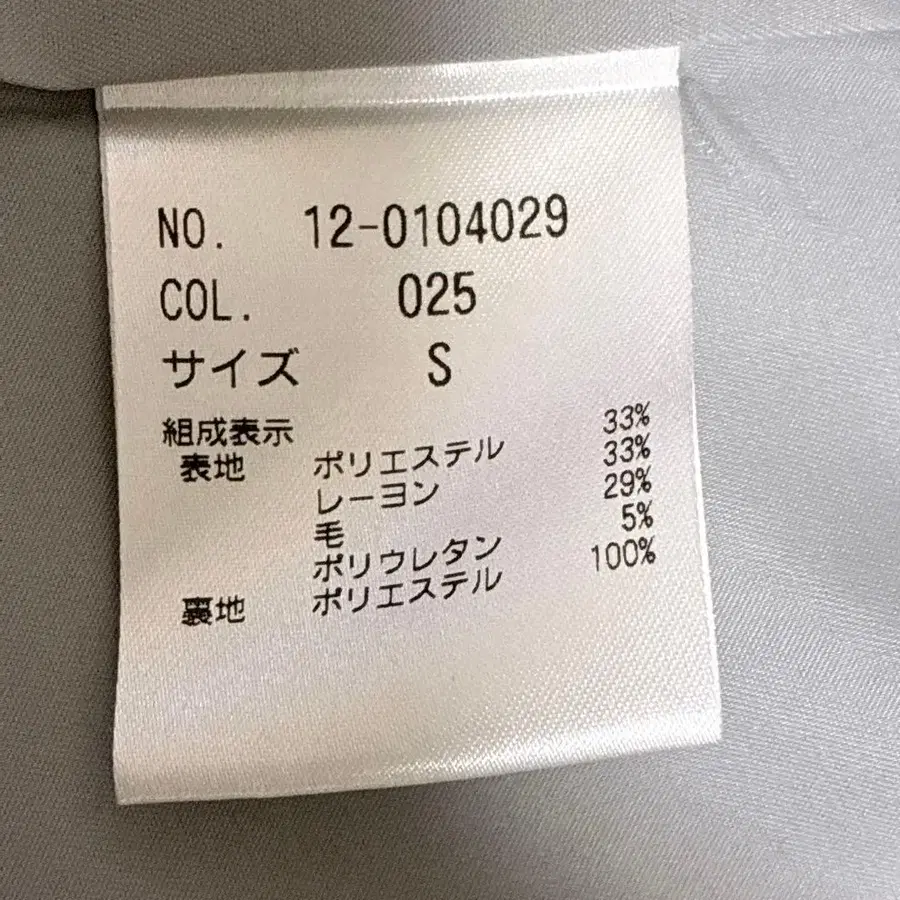 NO. 12-0104029
COL. 025
サイズ S
組成表示
表地 ポリエステル 33%
レーヨン 33%
毛 29%
ポリウレタン 5%
裏地 ポリエステル 100%